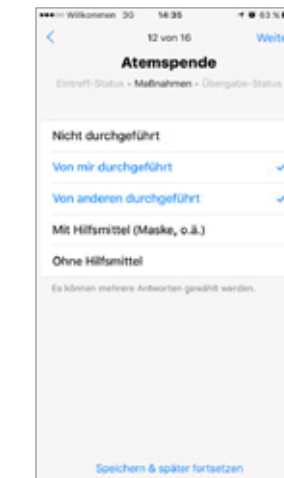 Willkommen 3G 14:35 63 %
12 von 16 Weiter
Atemspende
Eintreff-Status - Maßnahmen - Übergabe-Status
Nicht durchgeführt
Von mir durchgeführt
Von anderen durchgeführt
Mit Hilfsmittel (Maske, o.ä.)
Ohne Hilfsmittel
Es können mehrere Antworten gewählt werden.
Speichern & später fortsetzen